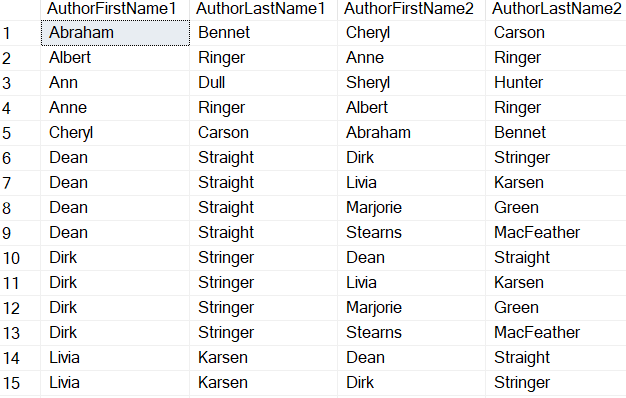 AuthorFirstName1 AuthorLastName1 AuthorFirstName2 AuthorLastName2
1 Abraham Bennet Cheryl Carson
2 Albert Ringer Anne Ringer
3 Ann Dull Sheryl Hunter
4 Anne Ringer Albert Ringer
5 Cheryl Carson Abraham Bennet
6 Dean Straight Dirk Stringer
7 Dean Straight Livia Karsen
8 Dean Straight Marjorie Green
9 Dean Straight Stearns MacFeather
10 Dirk Stringer Dean Straight
11 Dirk Stringer Livia Karsen
12 Dirk Stringer Marjorie Green
13 Dirk Stringer Stearns MacFeather
14 Livia Karsen Dean Straight
15 Livia Karsen Dirk Stringer